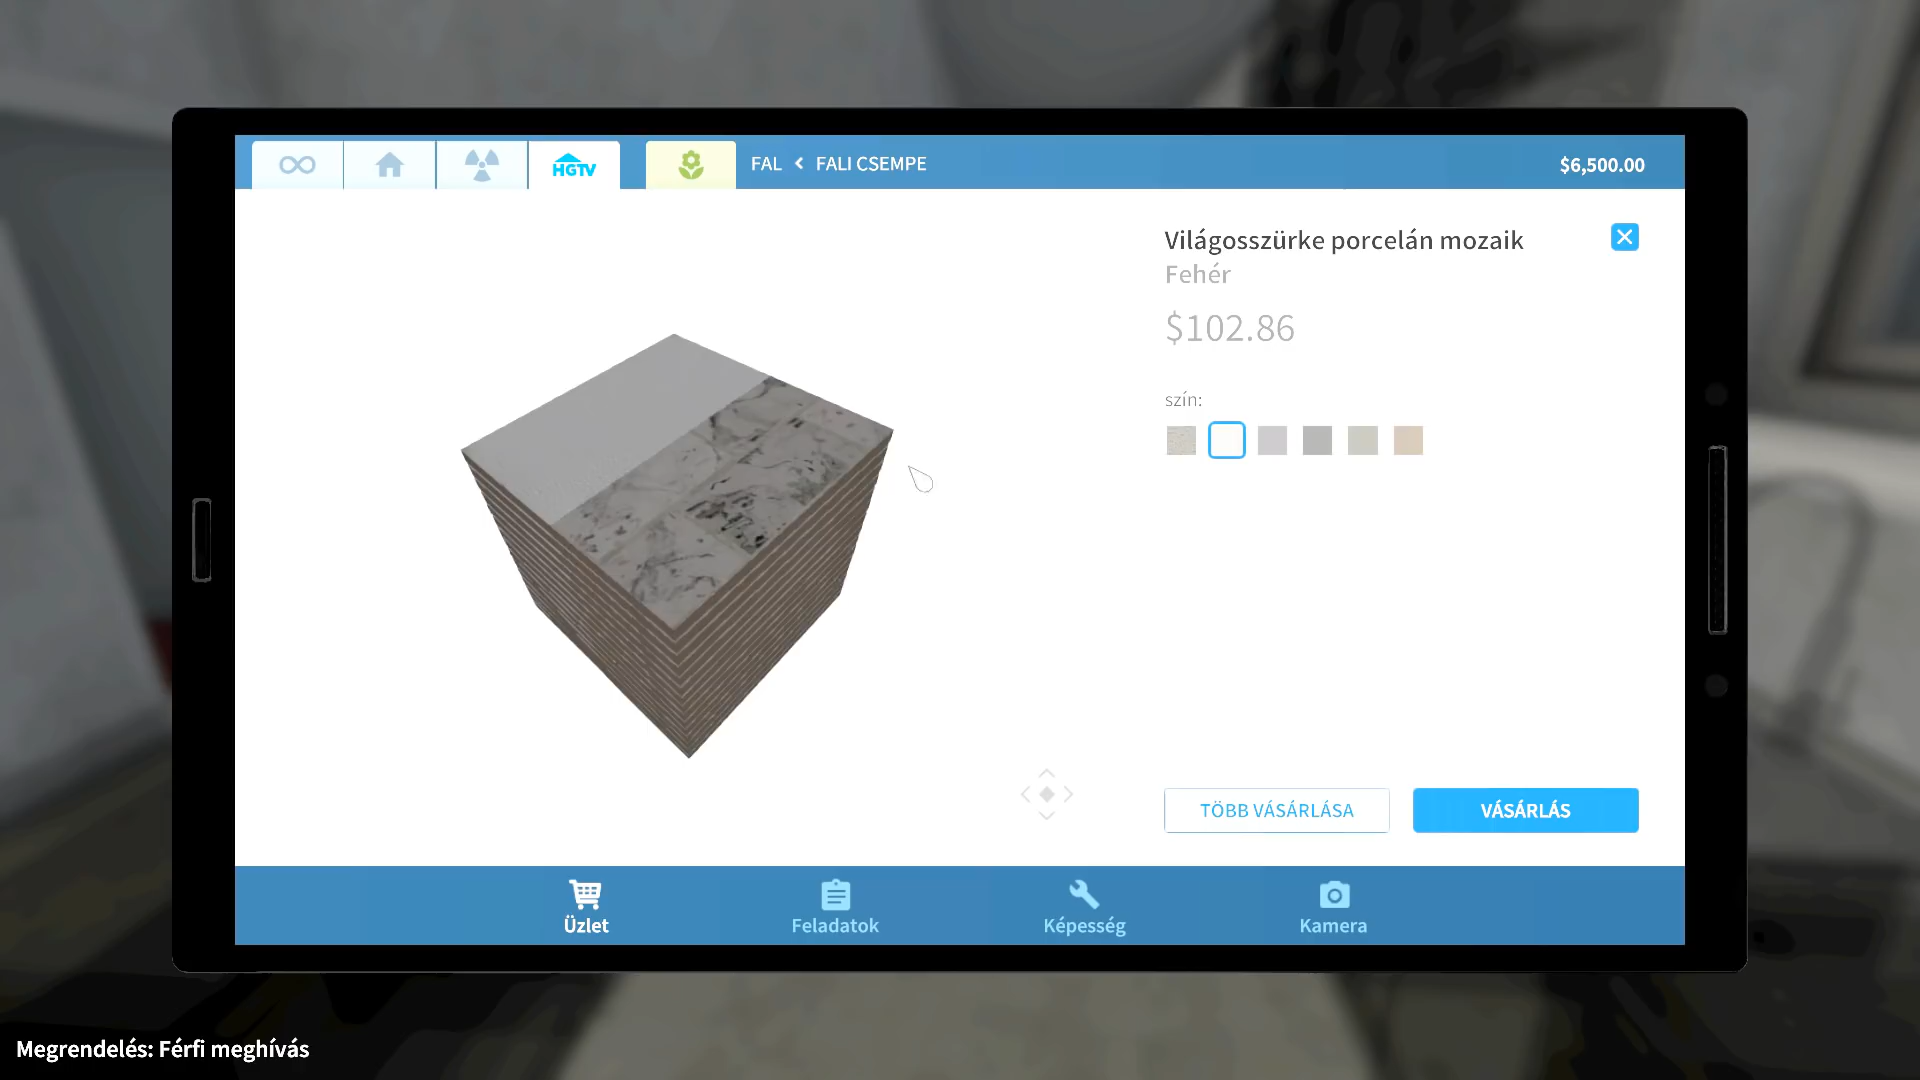 HGTV
FAL < FALI CSEMPE
$6,500.00
Világosszürke porcelán mozaik
Fehér
$102.86
szín:
TÖBB VÁSÁRLÁSA
VÁSÁRLÁS
Üzlet
Feladatok
Képesség
Kamera
Megrendelés: Férfi meghívás